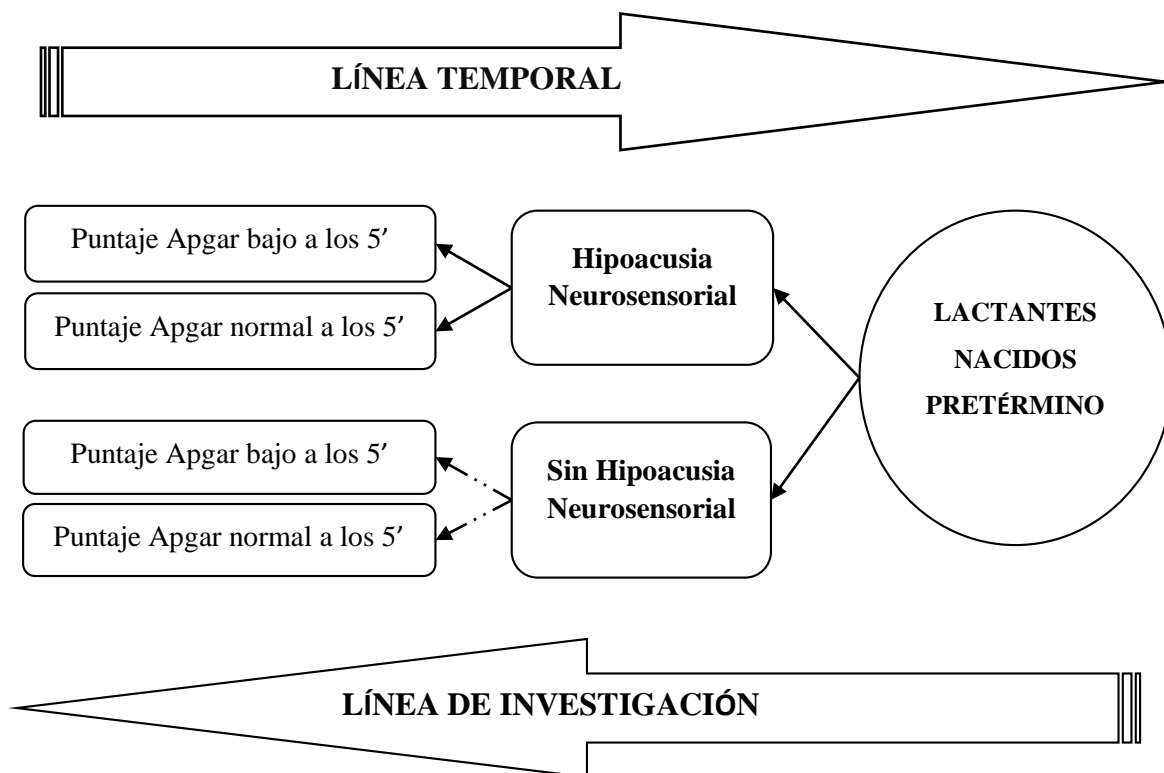 LÍNEA TEMPORAL
Puntaje Apgar bajo a los 5’
Puntaje Apgar normal a los 5’
Hipoacusia
Neurosensorial
LACTANTES
NACIDOS
PRETÉRMINO
Puntaje Apgar bajo a los 5’
Puntaje Apgar normal a los 5’
Sin Hipoacusia
Neurosensorial
LÍNEA DE INVESTIGACIÓN